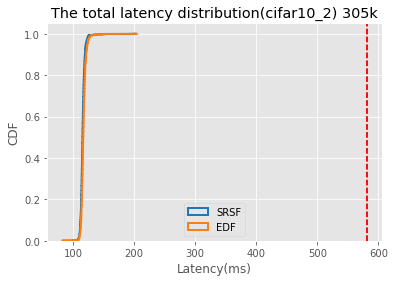 The total latency distribution(cifar10_2) 305k
1.0
0.8
0.6
0.4
0.2
0.0
CDF
SRSF
EDF
100 200 300 400 500 600
Latency(ms)